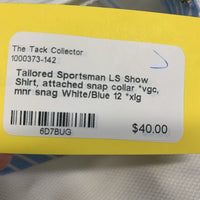 The Tack Collector
1000373-142
Tailored Sportsman LS Show
Shirt, attached snap collar *vgc,
mnr snag White/Blue 12 *xlg
6D7BUG
$40.00